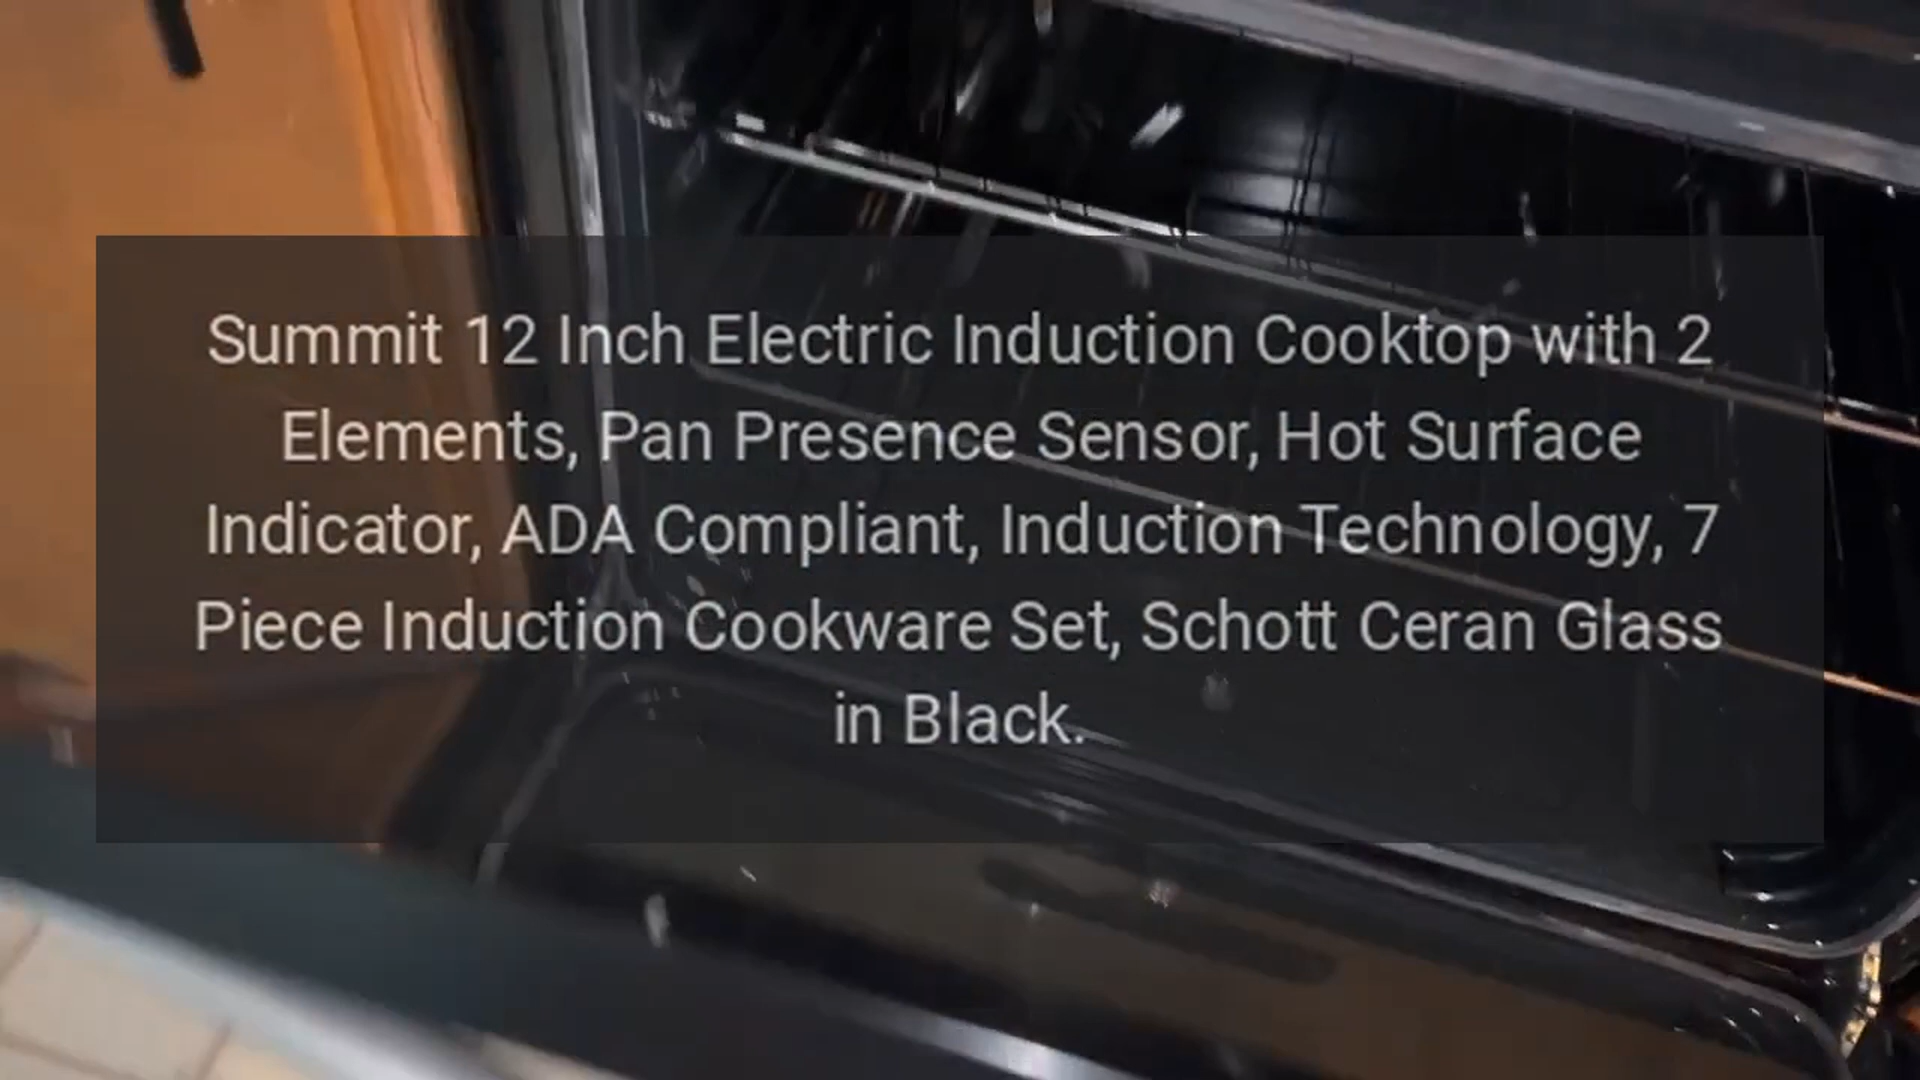 Summit 12 Inch Electric Induction Cooktop with 2
Elements, Pan Presence Sensor, Hot Surface
Indicator, ADA Compliant, Induction Technology, 7
Piece Induction Cookware Set, Schott Ceran Glass
in Black.